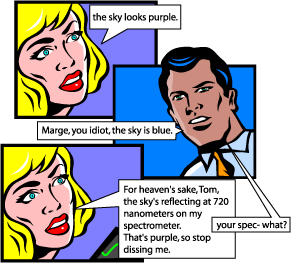 the sky looks purple.
Marge, you idiot, the sky is blue.
For heaven's sake, Tom,
the sky's reflecting at 720
nanometers on my
spectrometer.
That's purple, so stop
dissing me.
your spec- what?